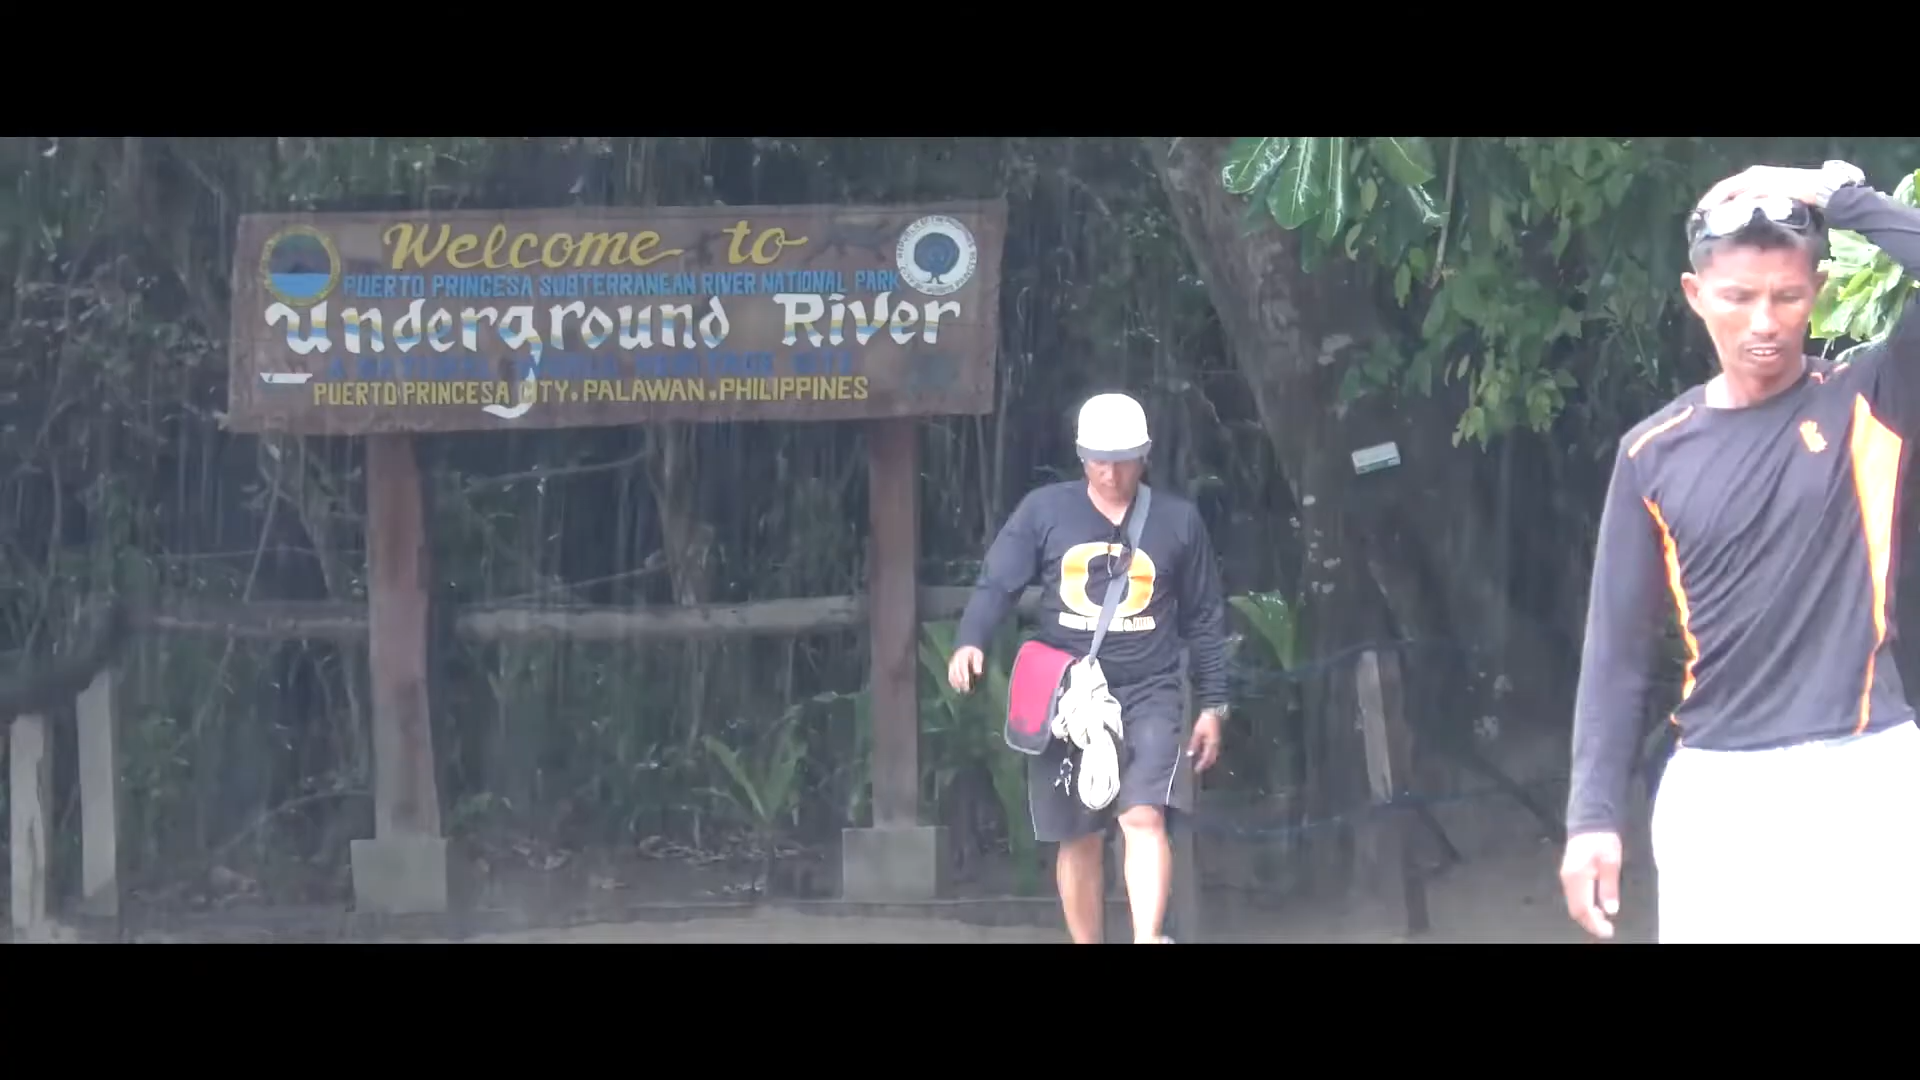 Welcome to
PUERTO PRINCESA SUBTERRANEAN RIVER NATIONAL PARK
Underground River
PUERTO PRINCESA CITY. PALAWAN. PHILIPPINES
O